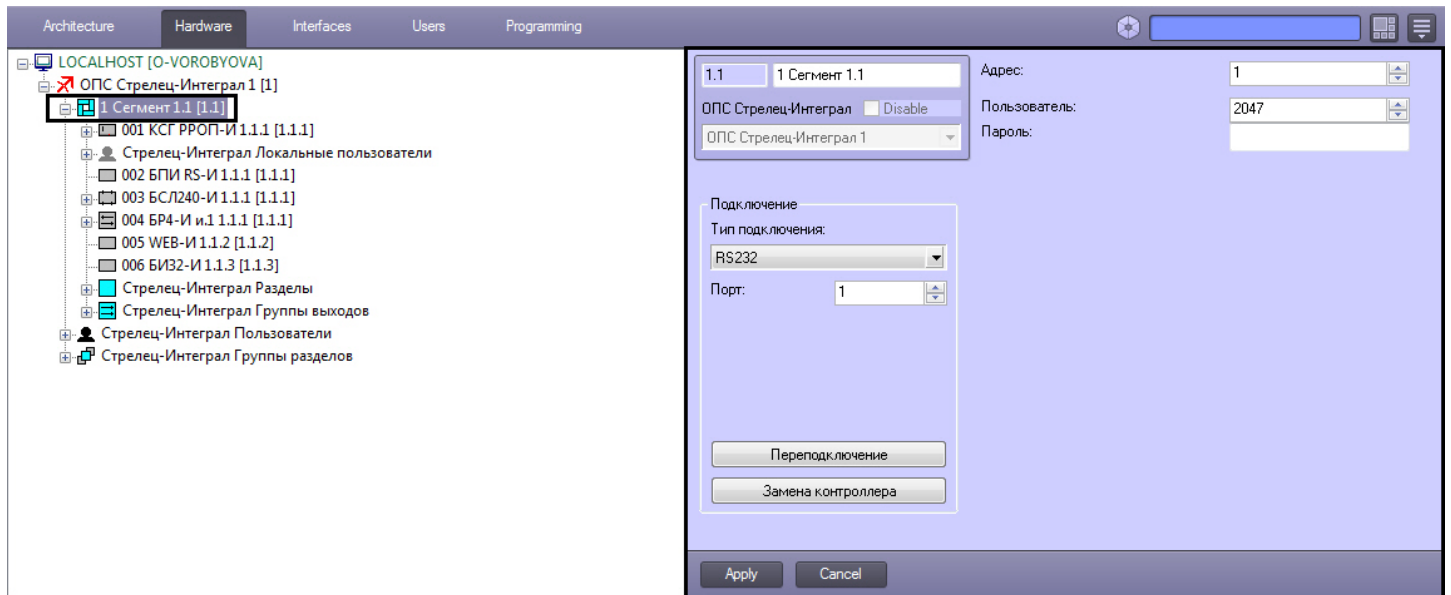 Architecture Hardware Interfaces Users Programming
LOCALHOST [O-VOROBYOVA]
ОПС Стрелец-Интеграл 1 [1]
1 Сегмент 1.1 [1.1]
001 КСГ РРОП-И 1.1.1 [1.1.1]
Стрелец-Интеграл Локальные пользователи
002 БПИ RS-И 1.1.1 [1.1.1]
003 БСЛ240-И 1.1.1 [1.1.1]
004 БР4-И и.1 1.1.1 [1.1.1]
005 WEB-И 1.1.2 [1.1.2]
006 БИ32-И 1.1.3 [1.1.3]
Стрелец-Интеграл Разделы
Стрелец-Интеграл Группы выходов
Стрелец-Интеграл Пользователи
Стрелец-Интеграл Группы разделов
1.1 1 Сегмент 1.1
ОПС Стрелец-Интеграл Disable
ОПС Стрелец-Интеграл 1
Адрес: 1
Пользователь: 2047
Пароль:
Подключение
Тип подключения:
RS232
Порт: 1
Переподключение
Замена контроллера
Apply Cancel